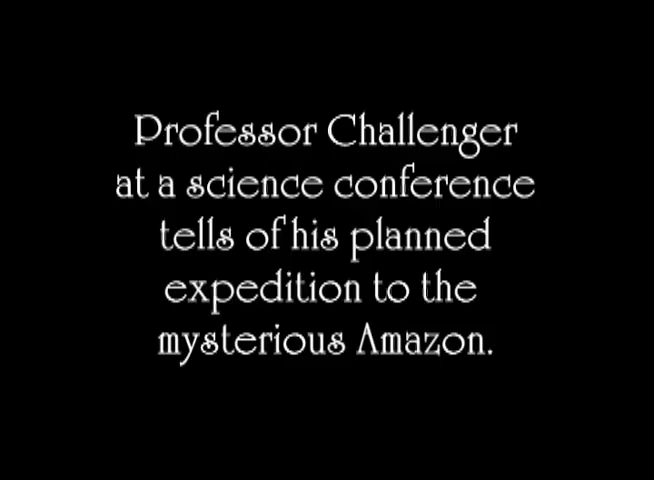 Professor Challenger
at a science conference
tells of his planned
expedition to the
mysterious Amazon.